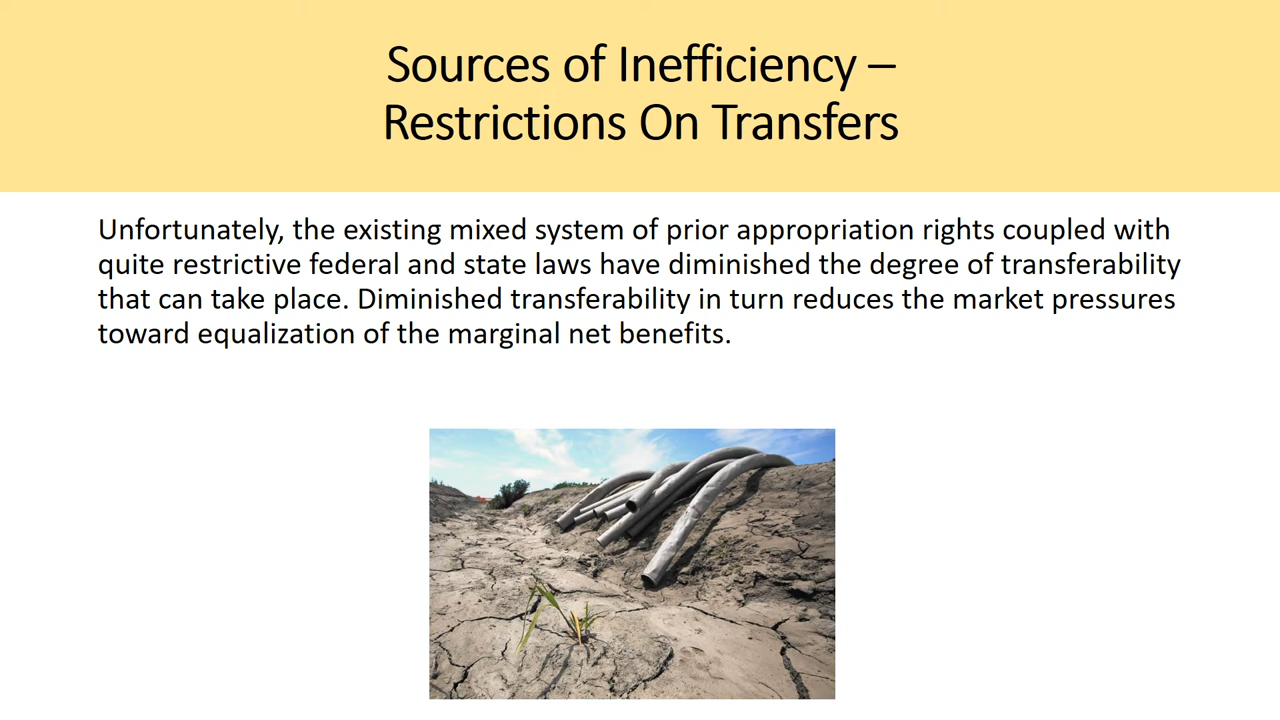 Sources of Inefficiency –
Restrictions On Transfers
Unfortunately, the existing mixed system of prior appropriation rights coupled with
quite restrictive federal and state laws have diminished the degree of transferability
that can take place. Diminished transferability in turn reduces the market pressures
toward equalization of the marginal net benefits.